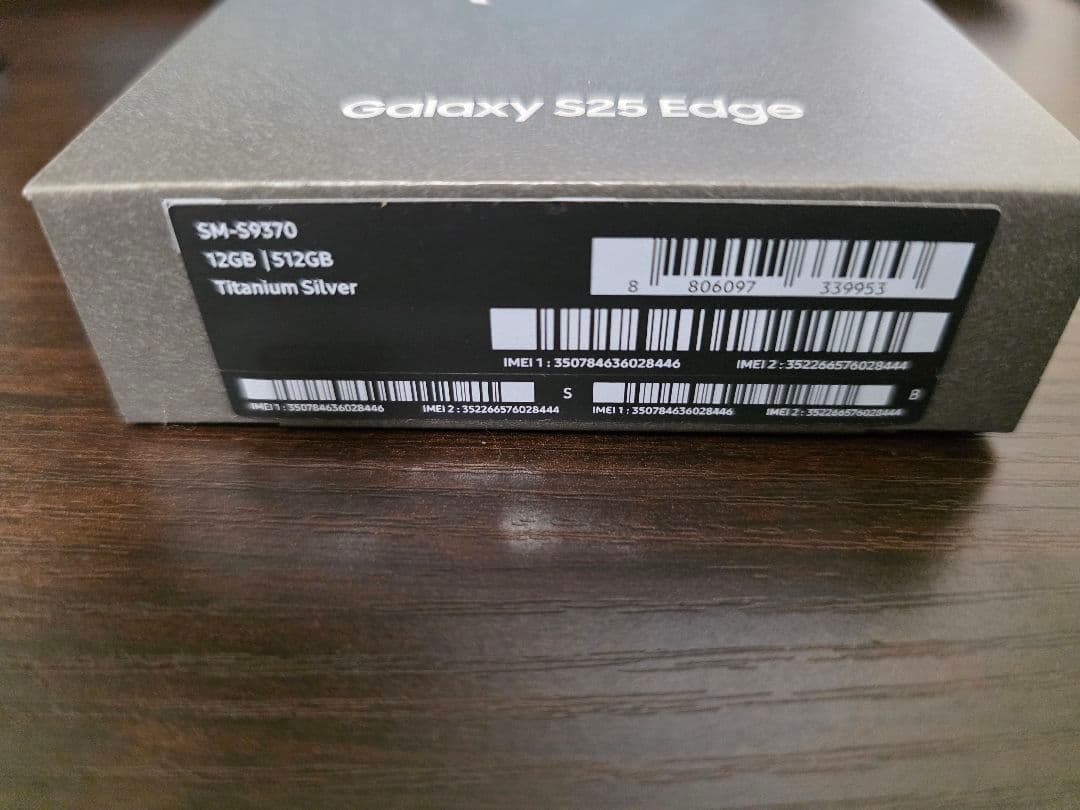 Galaxy S25 Edge
SM-S9370
12GB | 512GB
Titanium Silver
8 806097 339953
IMEI 1 : 350784636028446 IMEI 2 : 352266576028444
IMEI 1 : 350784636028446 IMEI 2 : 352266576028444 S
IMEI 1 : 350784636028446 IMEI 2 : 352266576028444 B